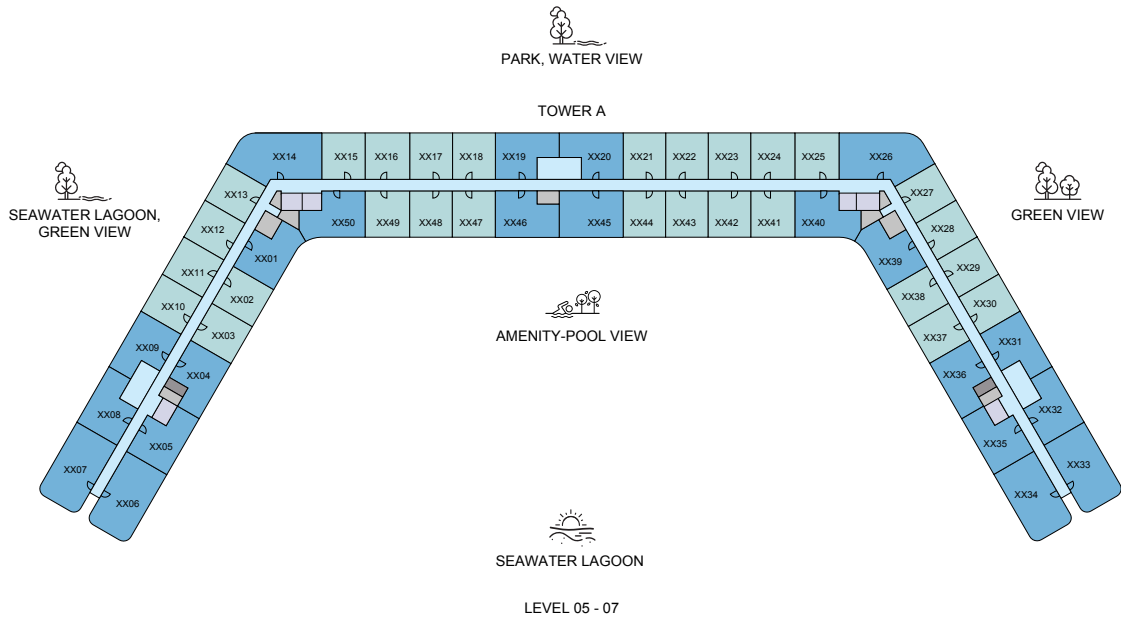 PARK, WATER VIEW
TOWER A
XX14
XX15
XX16
XX17
XX18
XX19
XX20
XX21
XX22
XX23
XX24
XX25
XX26
XX13
XX27
SEAWATER LAGOON,
GREEN VIEW
GREEN VIEW
XX50
XX49
XX48
XX47
XX46
XX45
XX44
XX43
XX42
XX41
XX40
XX12
XX28
XX01
XX39
XX11
XX29
XX02
XX38
XX10
XX30
XX03
XX37
AMENITY-POOL VIEW
XX09
XX31
XX04
XX36
XX08
XX32
XX05
XX35
XX07
XX33
XX06
XX34
SEAWATER LAGOON
LEVEL 05 - 07